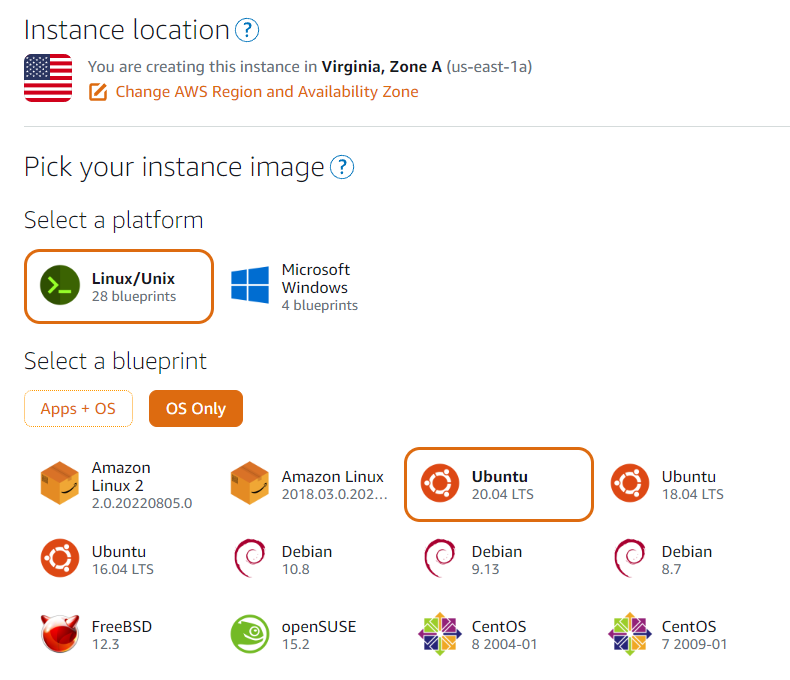 Instance location ?
You are creating this instance in Virginia, Zone A (us-east-1a)
Change AWS Region and Availability Zone
Pick your instance image ?
Select a platform
Linux/Unix
28 blueprints
Microsoft
Windows
4 blueprints
Select a blueprint
Apps + OS
OS Only
Amazon
Linux 2
2.0.20220805.0
Amazon Linux
2018.03.0.202...
Ubuntu
20.04 LTS
Ubuntu
18.04 LTS
Ubuntu
16.04 LTS
Debian
10.8
Debian
9.13
Debian
8.7
FreeBSD
12.3
openSUSE
15.2
CentOS
8 2004-01
CentOS
7 2009-01